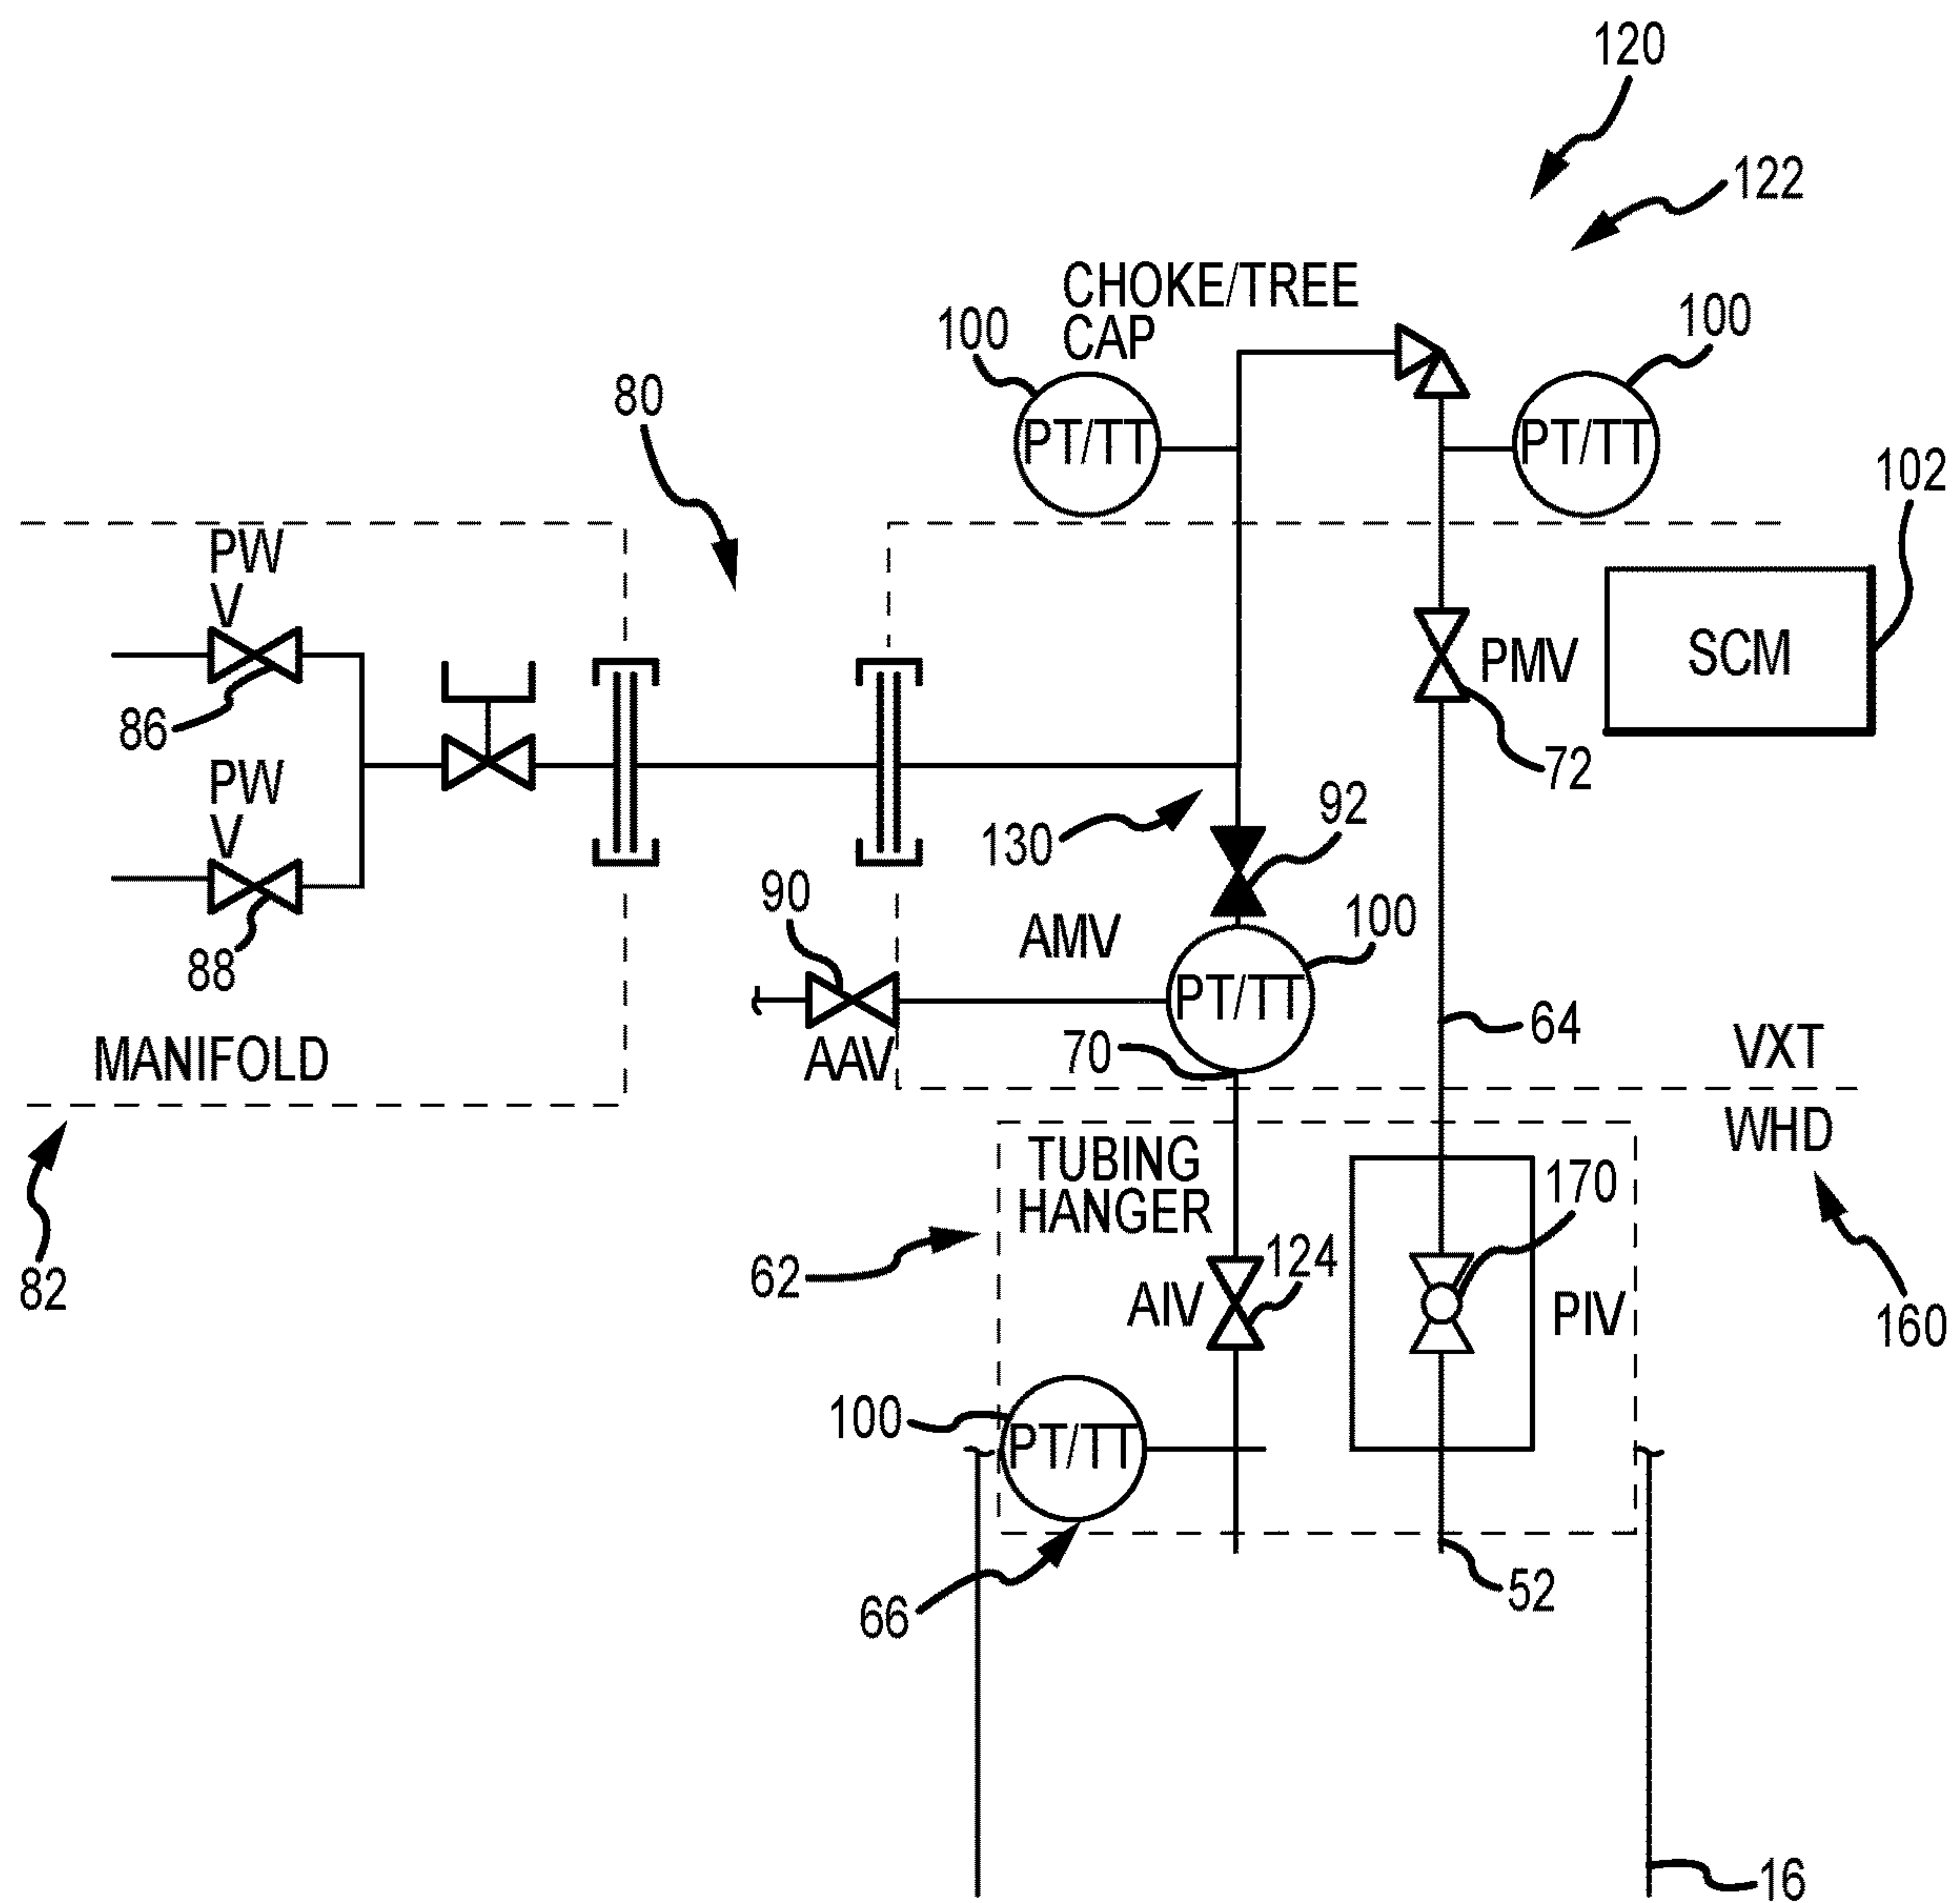 120
122
CHOKE/TREE
CAP
100
100
80
PT/TT
PT/TT
102
PW
V
PMV
SCM
86
72
PW
V
92
130
90
100
AMV
88
PT/TT
64
MANIFOLD
AAV
70
VXT
WHD
TUBING
HANGER
170
62
124
82
AIV
PIV
160
100
PT/TT
52
66
16